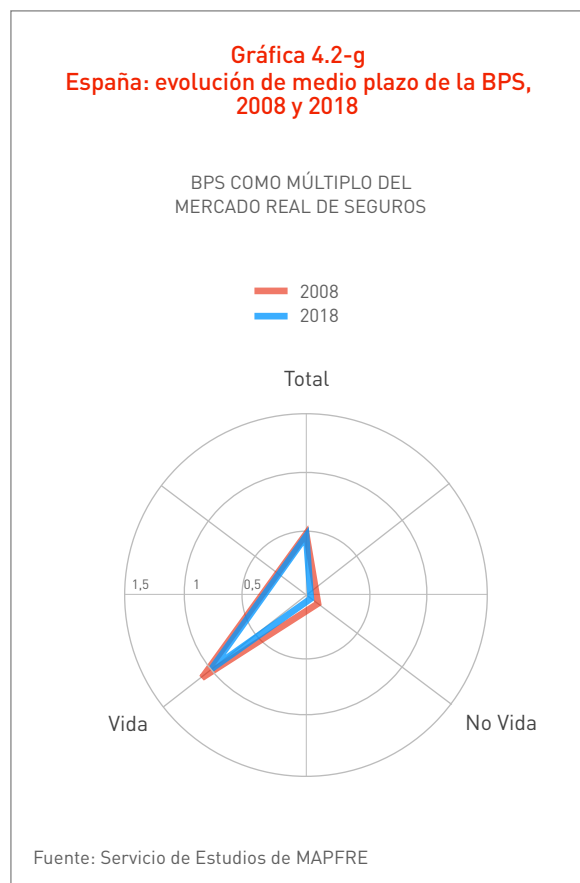 Gráfica 4.2-g
España: evolución de medio plazo de la BPS,
2008 y 2018
BPS COMO MÚLTIPLO DEL
MERCADO REAL DE SEGUROS
2008
2018
Total
1,5
1
0,5
Vida
No Vida
Fuente: Servicio de Estudios de MAPFRE